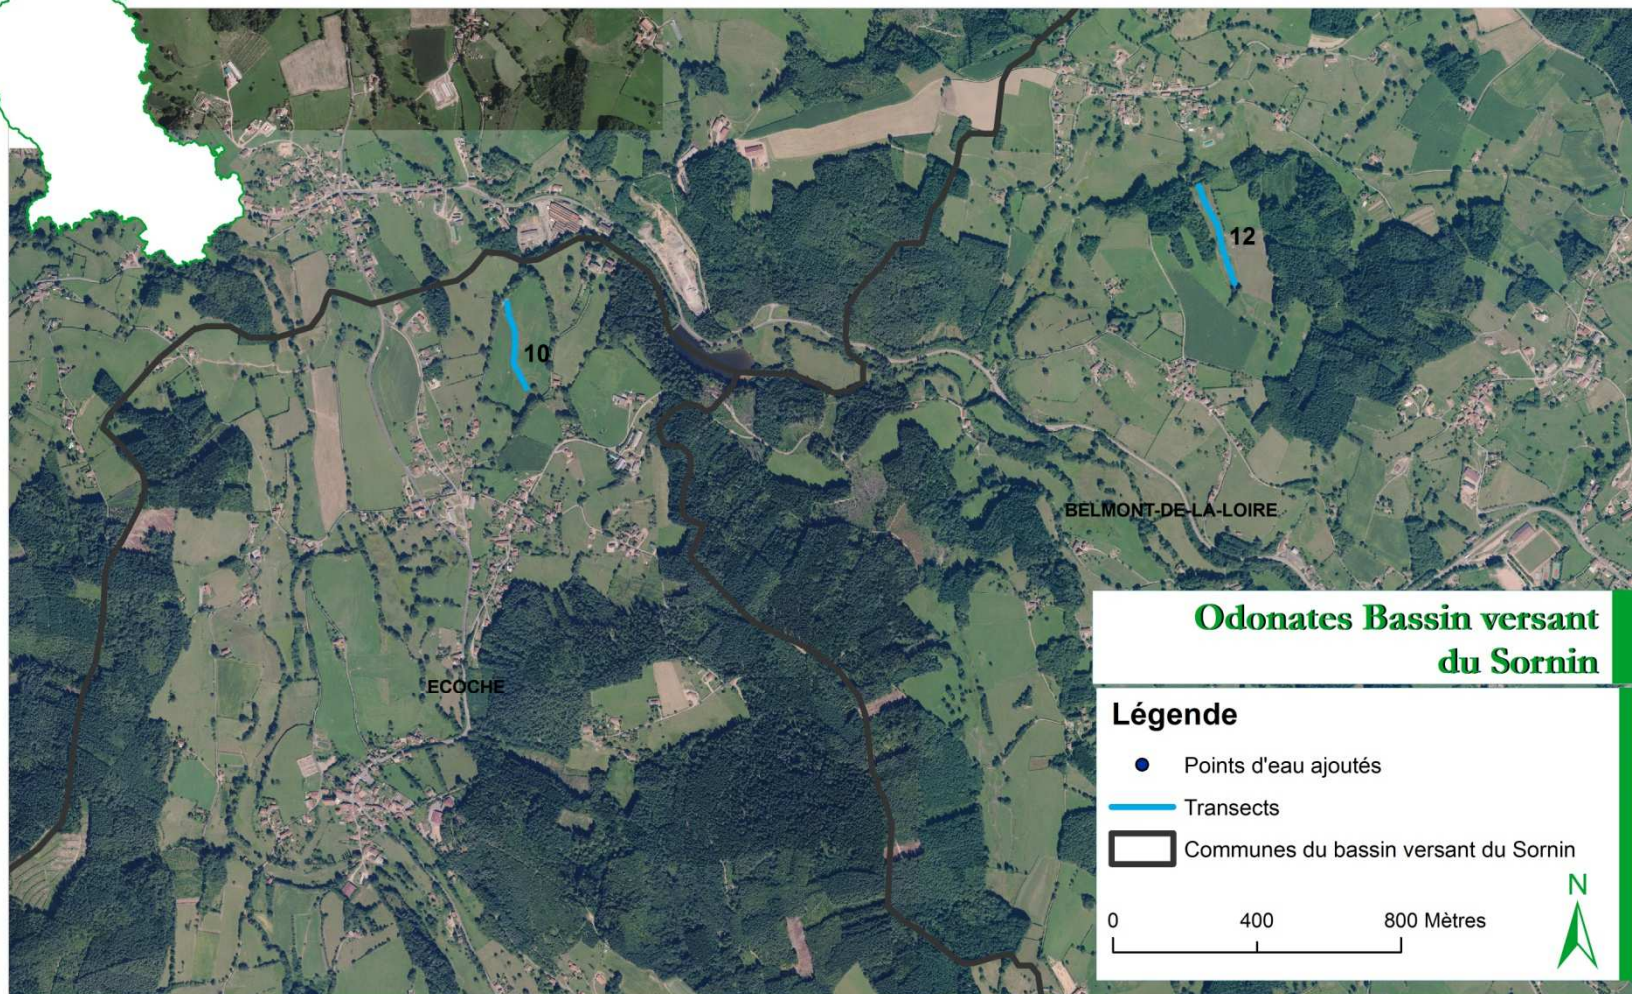 12
10
BELMONT-DE-LA-LOIRE
ECOCHE
Odonates Bassin versant
du Sornin
Légende
Points d'eau ajoutés
Transects
Communes du bassin versant du Sornin
N
0 400 800 Mètres